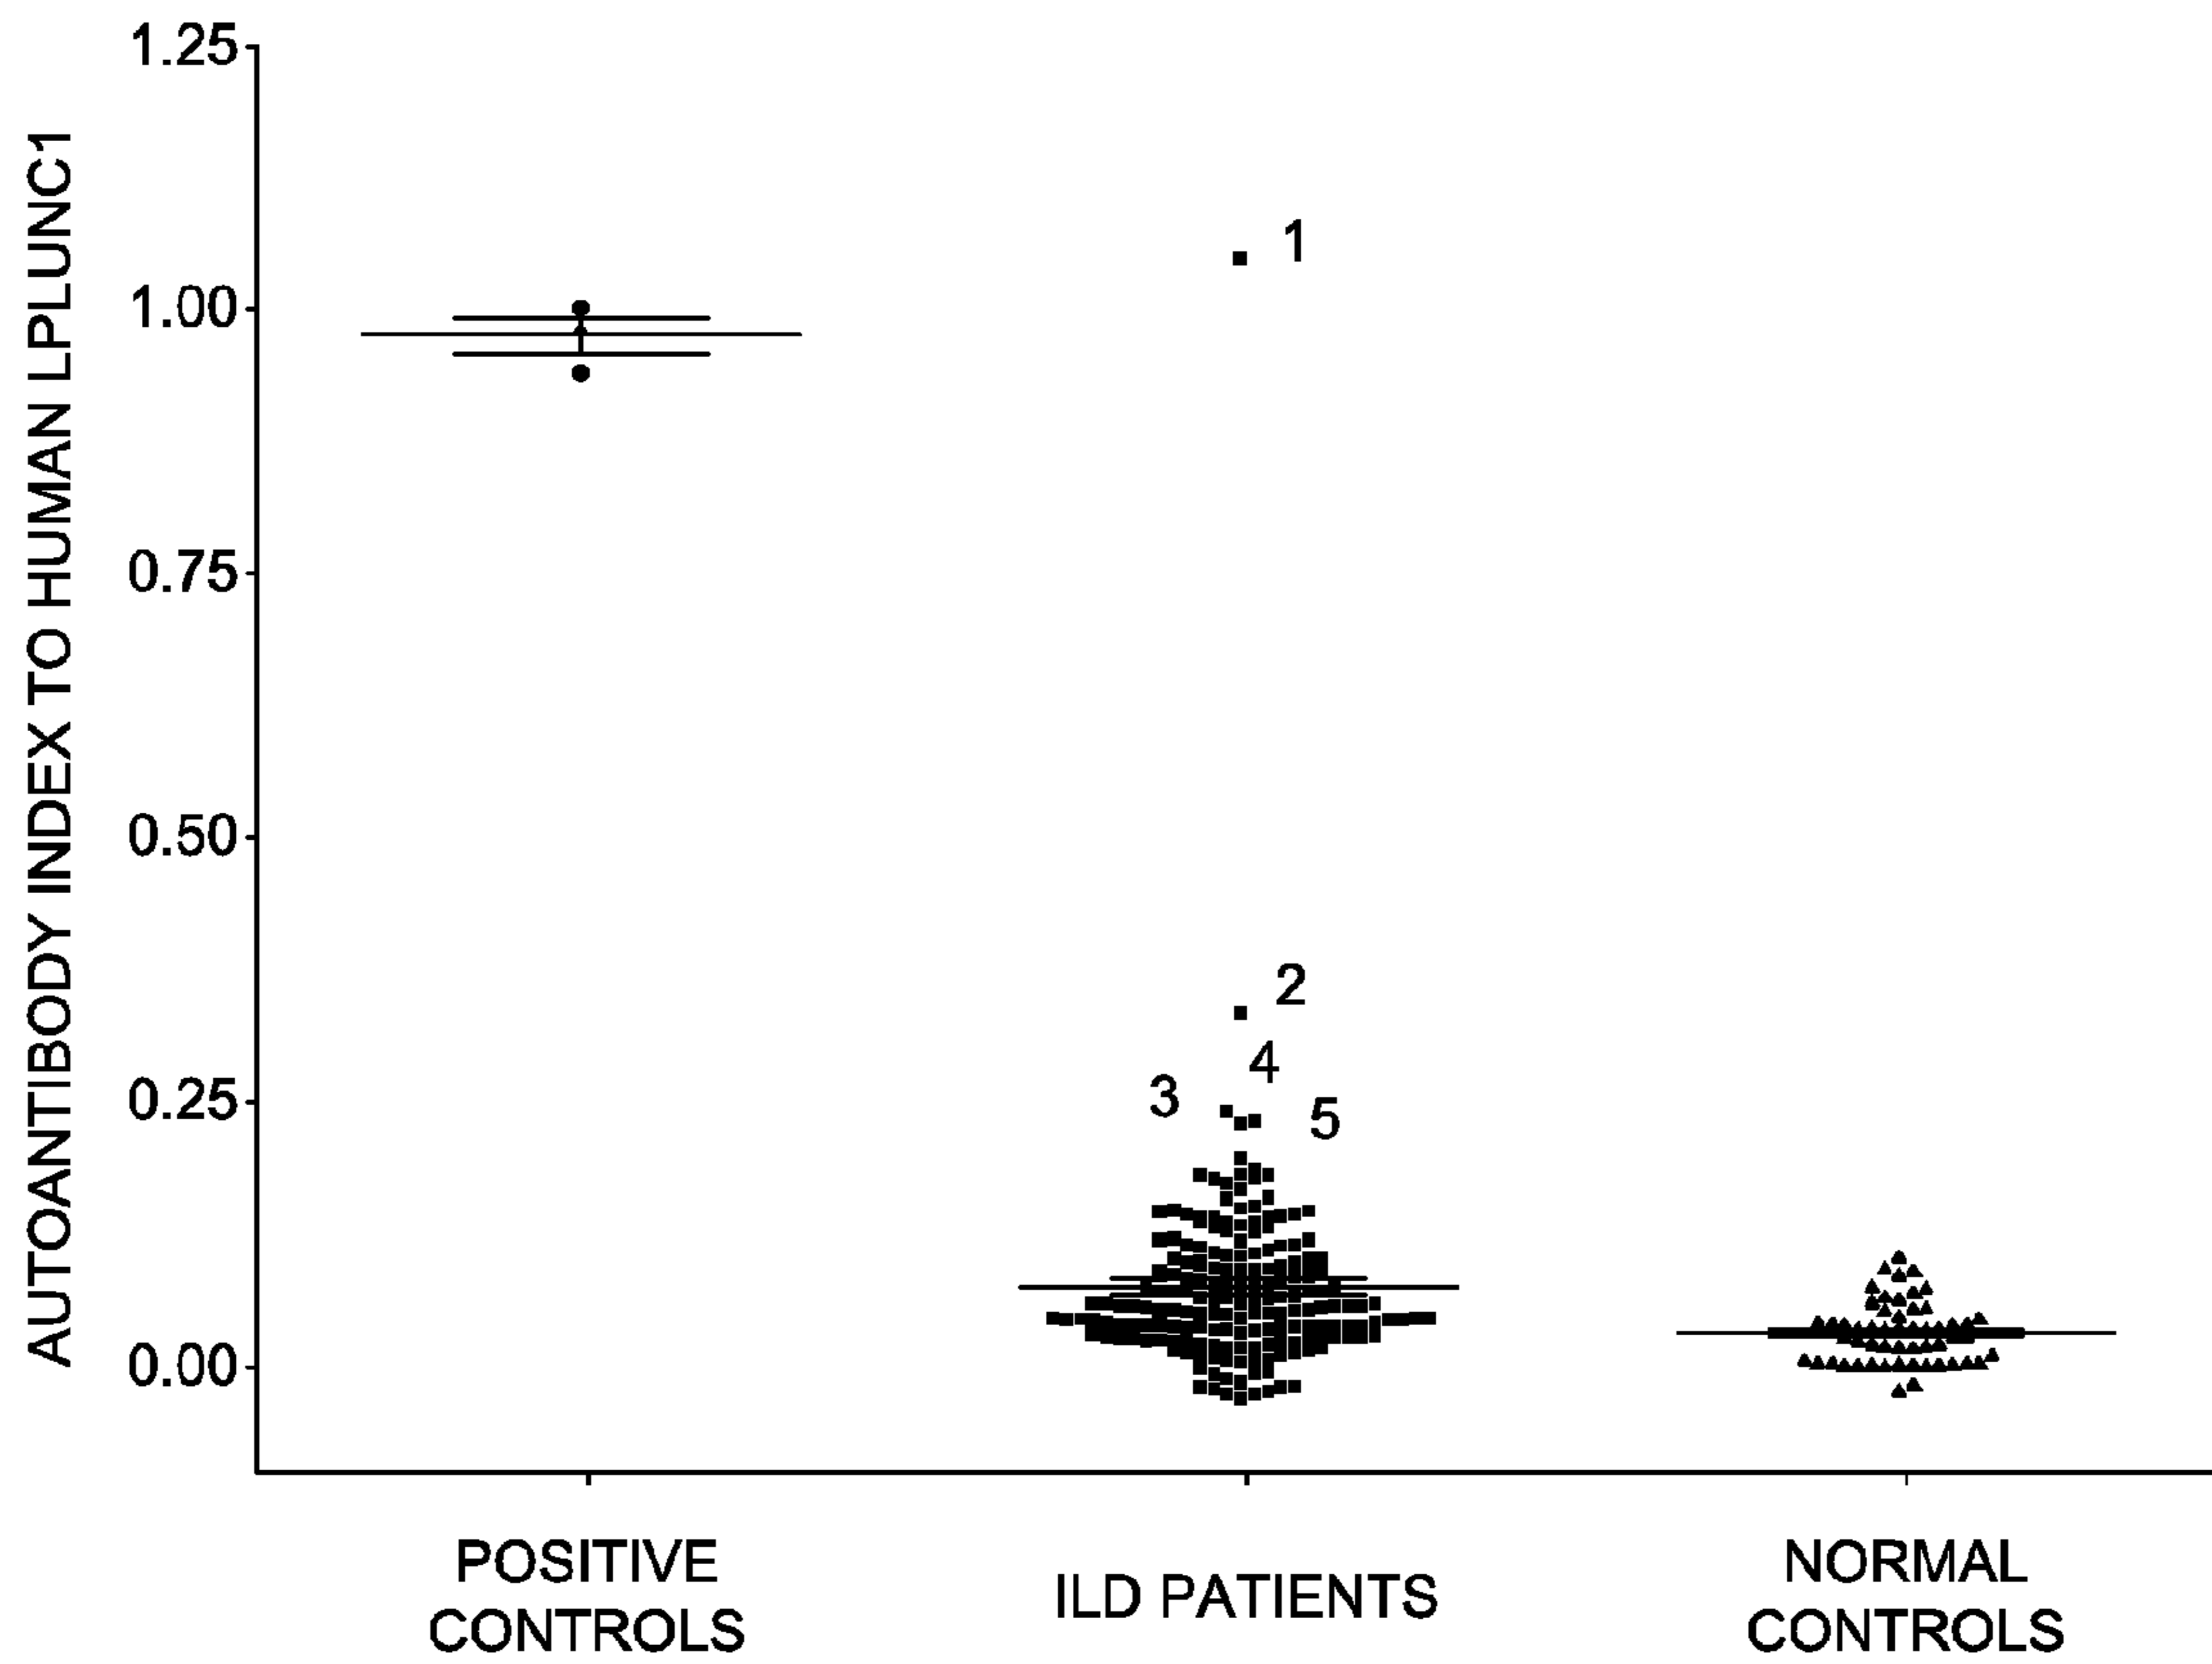 AUTOANTIBODY INDEX TO HUMAN LPLUNC1
1.25
1.00
0.75
0.50
0.25
0.00
1
2
4
3
5
POSITIVE
CONTROLS
ILD PATIENTS
NORMAL
CONTROLS